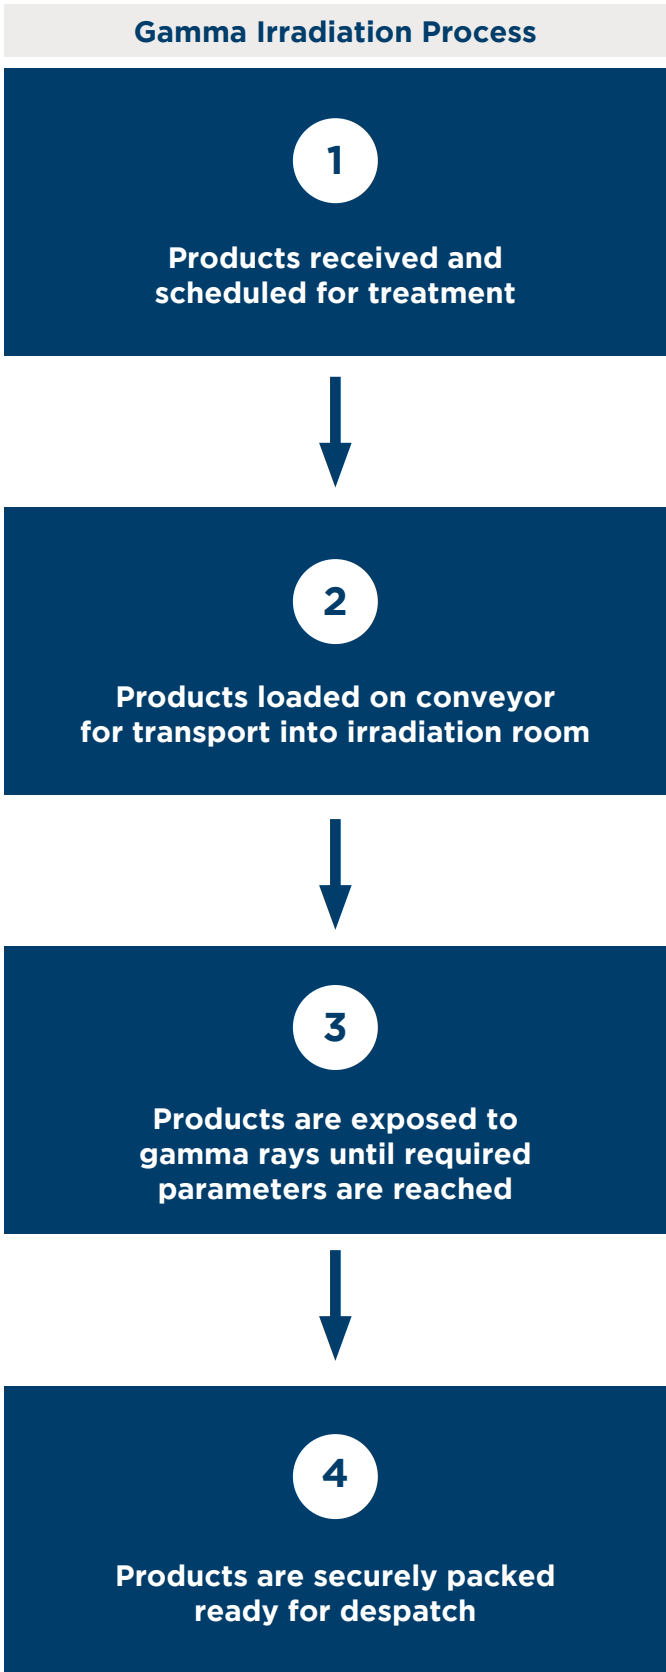 Gamma Irradiation Process
1
Products received and
scheduled for treatment
2
Products loaded on conveyor
for transport into irradiation room
3
Products are exposed to
gamma rays until required
parameters are reached
4
Products are securely packed
ready for despatch